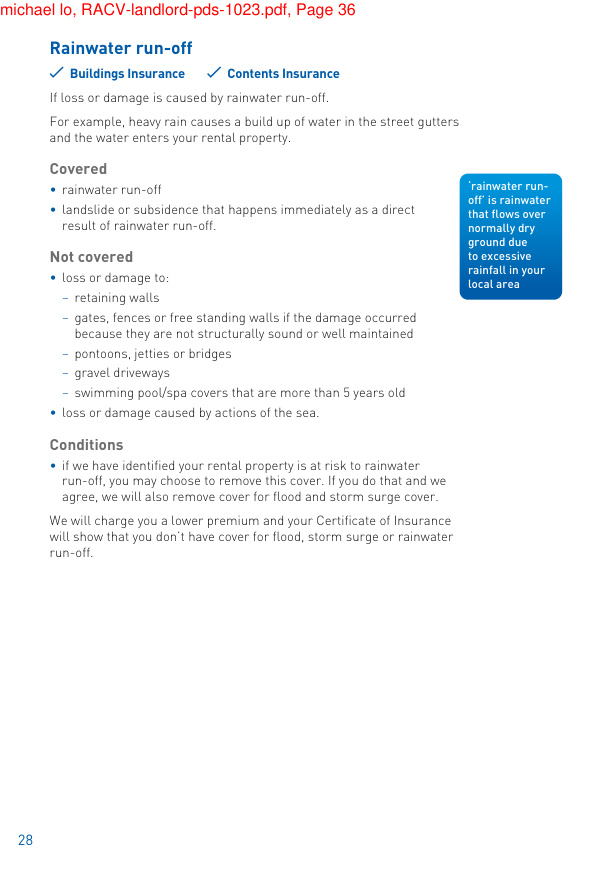 michael lo, RACV-landlord-pds-1023.pdf, Page 36
Rainwater run-off
✓ Buildings Insurance ✓ Contents Insurance
If loss or damage is caused by rainwater run-off.
For example, heavy rain causes a build up of water in the street gutters
and the water enters your rental property.
Covered
• rainwater run-off
• landslide or subsidence that happens immediately as a direct
result of rainwater run-off.
'rainwater run-
off' is rainwater
that flows over
normally dry
ground due
to excessive
rainfall in your
local area
Not covered
• loss or damage to:
– retaining walls
– gates, fences or free standing walls if the damage occurred
because they are not structurally sound or well maintained
– pontoons, jetties or bridges
– gravel driveways
– swimming pool/spa covers that are more than 5 years old
• loss or damage caused by actions of the sea.
Conditions
• if we have identified your rental property is at risk to rainwater
run-off, you may choose to remove this cover. If you do that and we
agree, we will also remove cover for flood and storm surge cover.
We will charge you a lower premium and your Certificate of Insurance
will show that you don't have cover for flood, storm surge or rainwater
run-off.
28